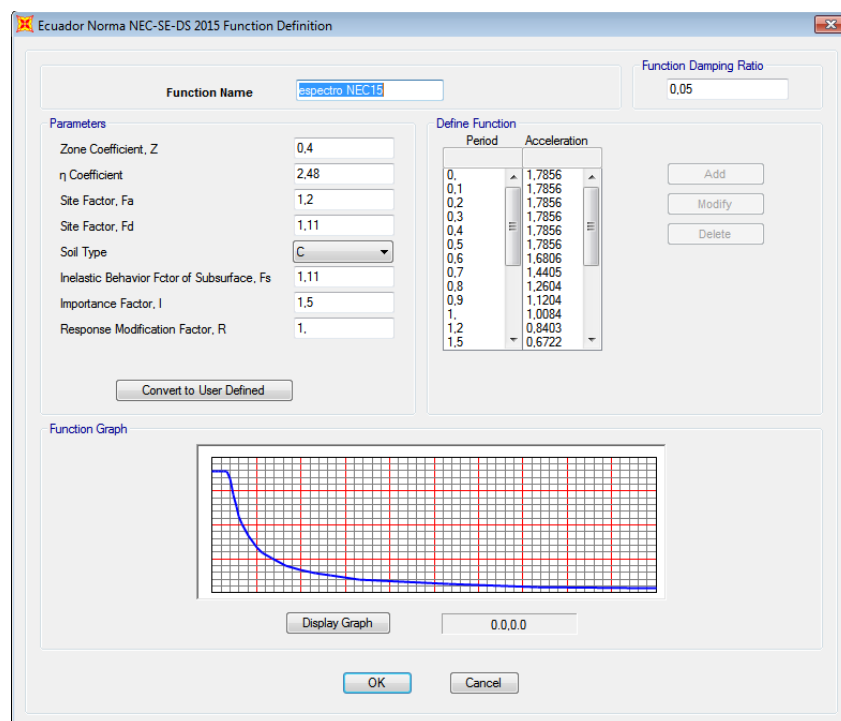 Ecuador Norma NEC-SE-DS 2015 Function Definition
Function Name
espectro NEC15
Function Damping Ratio
0,05
Parameters
Zone Coefficient, Z 0,4
η Coefficient 2,48
Site Factor, Fa 1,2
Site Factor, Fd 1,11
Soil Type C
Inelastic Behavior Fctor of Subsurface, Fs 1,11
Importance Factor, I 1,5
Response Modification Factor, R 1,
Convert to User Defined
Define Function
Period Acceleration
0, 1,7856
0,1 1,7856
0,2 1,7856
0,3 1,7856
0,4 1,7856
0,5 1,7856
0,6 1,6806
0,7 1,4405
0,8 1,2604
0,9 1,1204
1, 1,0084
1,2 0,8403
1,5 0,6722
Add
Modify
Delete
Function Graph
Display Graph
0.0,0.0
OK
Cancel